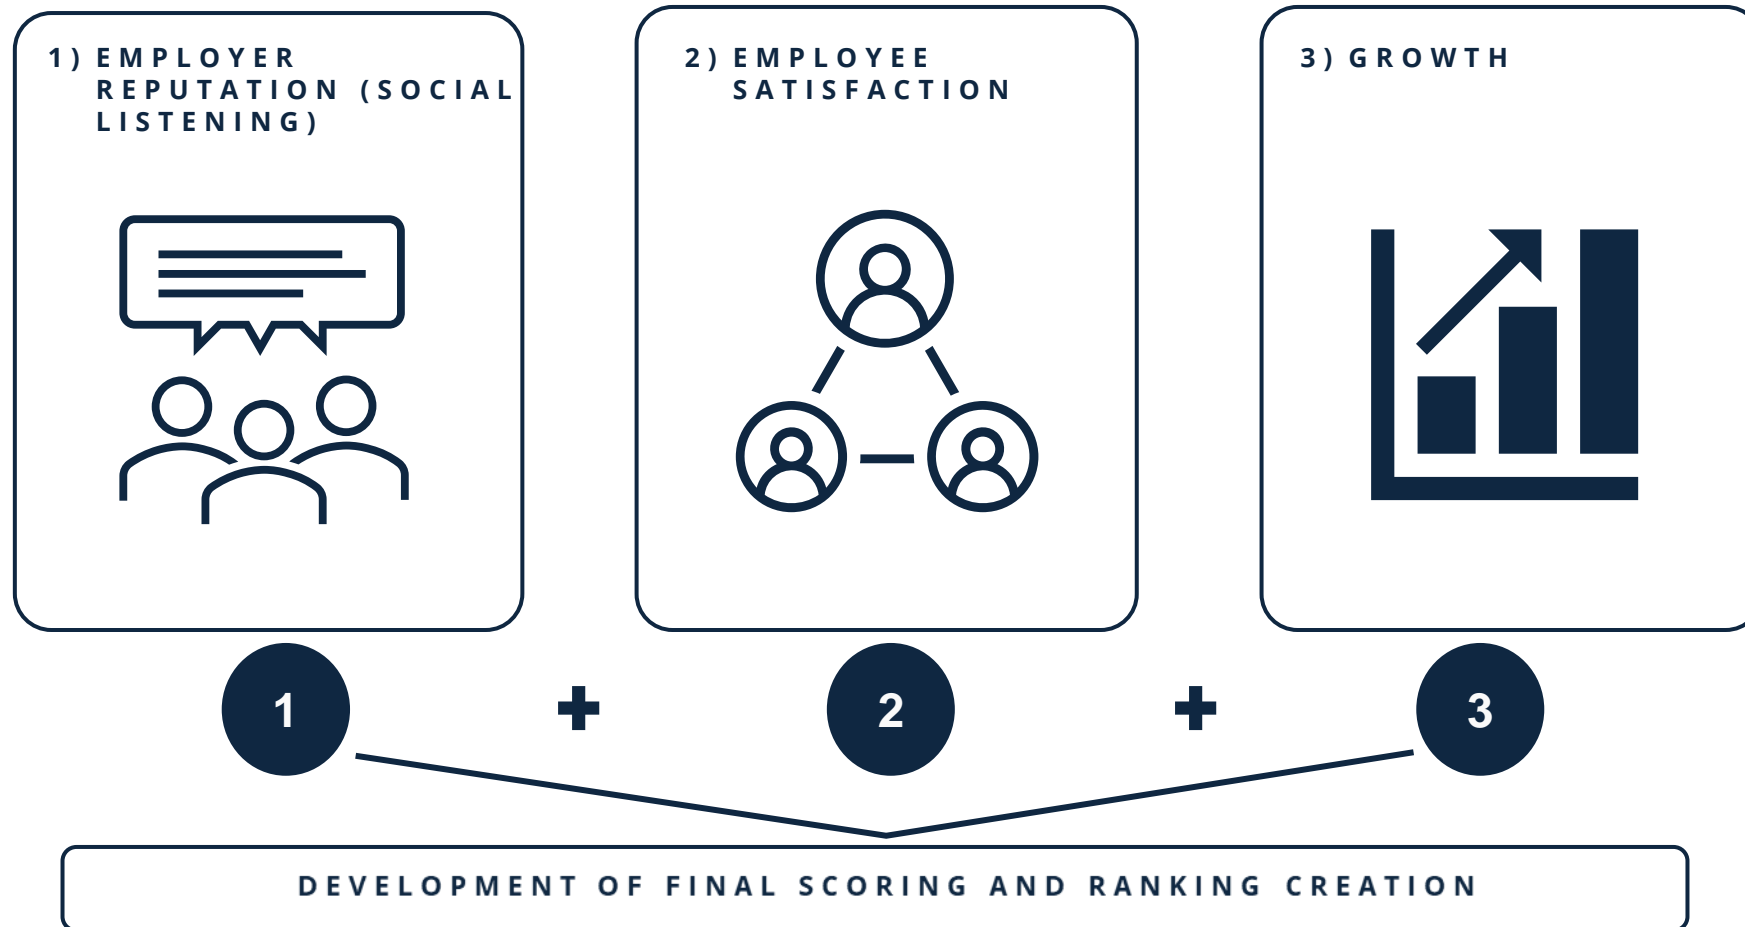 1) EMPLOYER
REPUTATION (SOCIAL
LISTENING)
2) EMPLOYEE
SATISFACTION
3) GROWTH
1
+
2
+
3
DEVELOPMENT OF FINAL SCORING AND RANKING CREATION